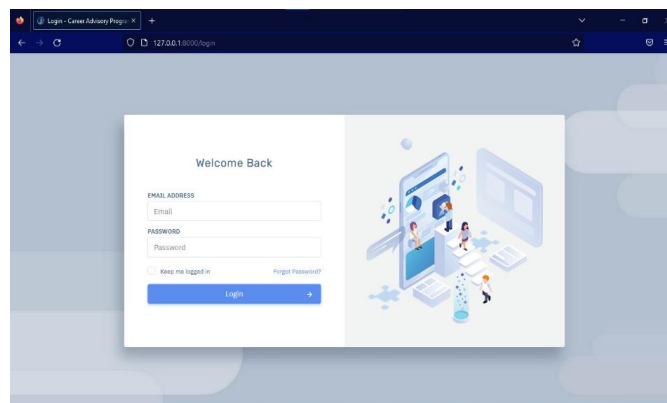 Login - Career Advisory Program
127.0.0.1:8000/login
Welcome Back
EMAIL ADDRESS
Email
PASSWORD
Password
Keep me logged in
Forgot Password?
Login